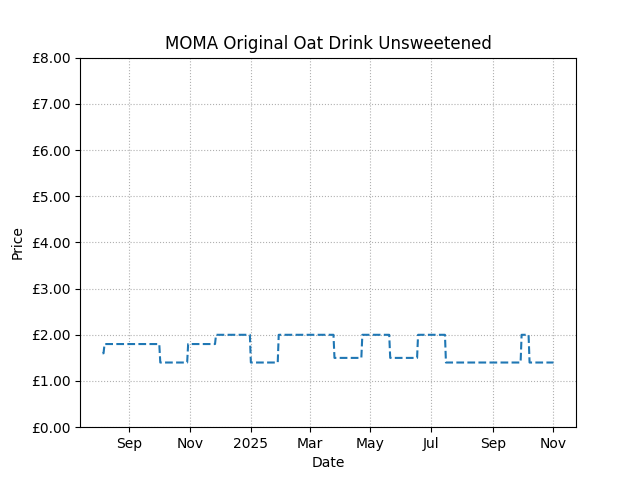 MOMA Original Oat Drink Unsweetened
£8.00
£7.00
£6.00
£5.00
£4.00
£3.00
£2.00
£1.00
£0.00
Price
Sep Nov 2025 Mar May Jul Sep Nov
Date